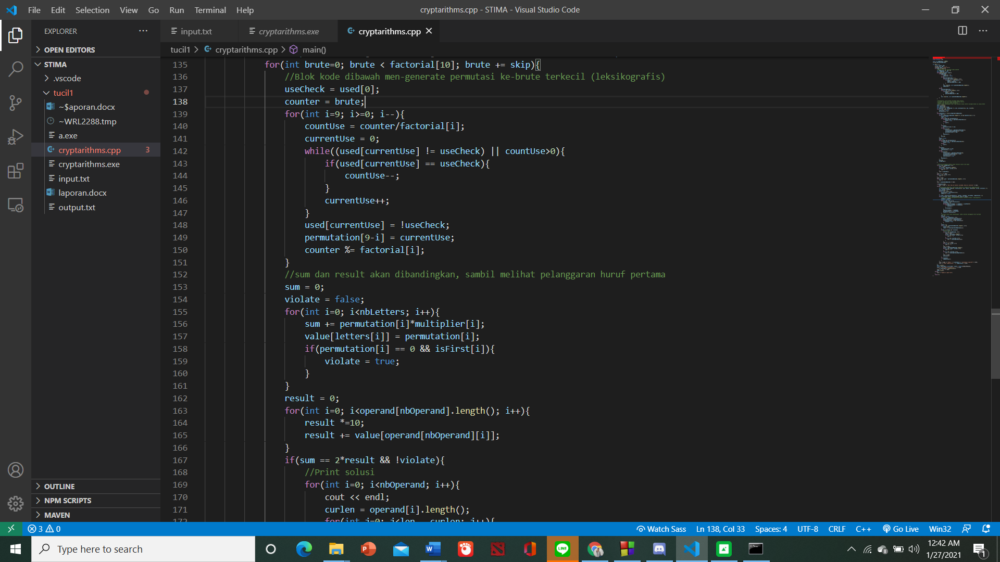 File Edit Selection View Go Run Terminal Help
cryptarithms.cpp - STIMA - Visual Studio Code
EXPLORER
input.txt
cryptarithms.exe
cryptarithms.cpp
OPEN EDITORS
tucil1 > cryptarithms.cpp > main()
STIMA
.vscode
tucil1
~$aporan.docx
~WRL2288.tmp
a.exe
cryptarithms.cpp 3
cryptarithms.exe
input.txt
laporan.docx
output.txt
OUTLINE
NPM SCRIPTS
MAVEN
135 for(int brute=0; brute < factorial[10]; brute += skip){
136 //Blok kode dibawah men-generate permutasi ke-brute terkecil (leksikografis)
137 useCheck = used[0];
138 counter = brute;
139 for(int i=9; i>=0; i--){
140 countUse = counter/factorial[i];
141 currentUse = 0;
142 while((used[currentUse] != useCheck) || countUse>0){
143 if(used[currentUse] == useCheck){
144 countUse--;
145 }
146 currentUse++;
147 }
148 used[currentUse] = !useCheck;
149 permutation[9-i] = currentUse;
150 counter %= factorial[i];
151 }
152 //sum dan result akan dibandingkan, sambil melihat pelanggaran huruf pertama
153 sum = 0;
154 violate = false;
155 for(int i=0; i<nbLetters; i++){
156 sum += permutation[i]*multiplier[i];
157 value[letters[i]] = permutation[i];
158 if(permutation[i] == 0 && isFirst[i]){
159 violate = true;
160 }
161 }
162 result = 0;
163 for(int i=0; i<operand[nbOperand].length(); i++){
164 result *=10;
165 result += value[operand[nbOperand][i]];
166 }
167 if(sum == 2*result && !violate){
168 //Print solusi
169 for(int i=0; i<nbOperand; i++){
170 cout << endl;
171 curlen = operand[i].length();
172 for(int j=0; j<len - curlen; j++){
3 0
Watch Sass Ln 138, Col 33 Spaces: 4 UTF-8 CRLF C++ Go Live Win32
Type here to search
LINE
12:42 AM
1/27/2021
1